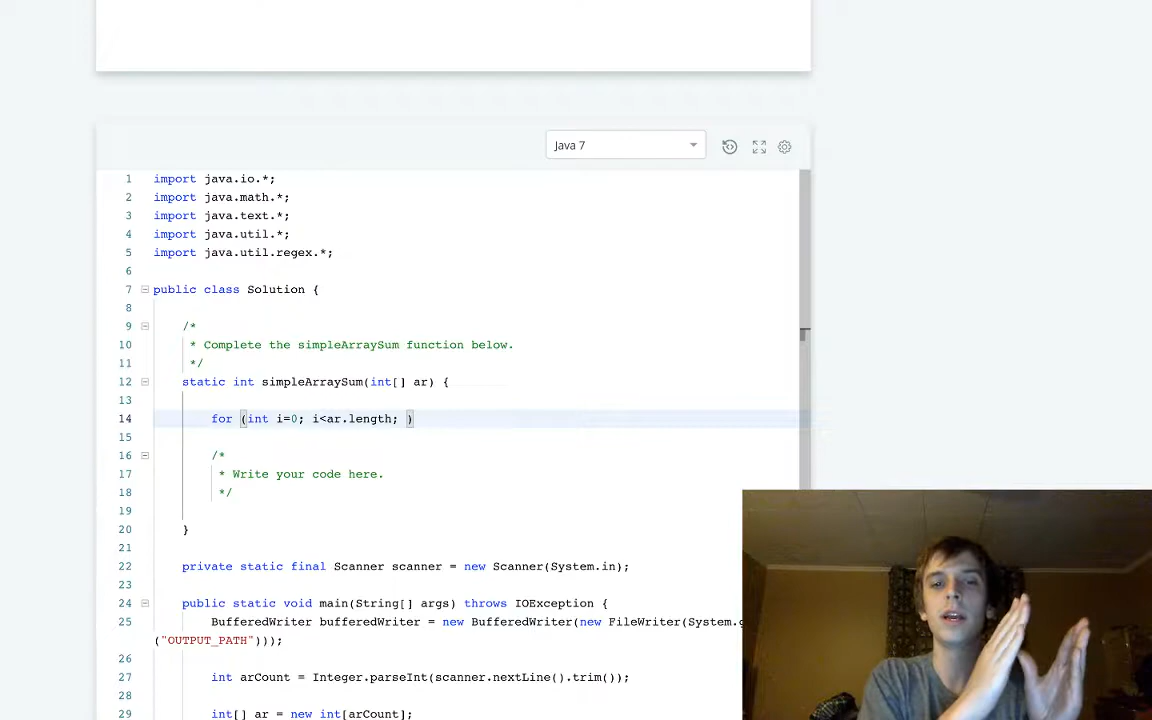 Java 7
1 import java.io.*;
2 import java.math.*;
3 import java.text.*;
4 import java.util.*;
5 import java.util.regex.*;
6
7 public class Solution {
8
9 /*
10 * Complete the simpleArraySum function below.
11 */
12 static int simpleArraySum(int[] ar) {
13
14 for (int i=0; i<ar.length; )
15
16 /*
17 * Write your code here.
18 */
19
20 }
21
22 private static final Scanner scanner = new Scanner(System.in);
23
24 public static void main(String[] args) throws IOException {
25 BufferedWriter bufferedWriter = new BufferedWriter(new FileWriter(System.g
("OUTPUT_PATH")));
26
27 int arCount = Integer.parseInt(scanner.nextLine().trim());
28
29 int[] ar = new int[arCount];